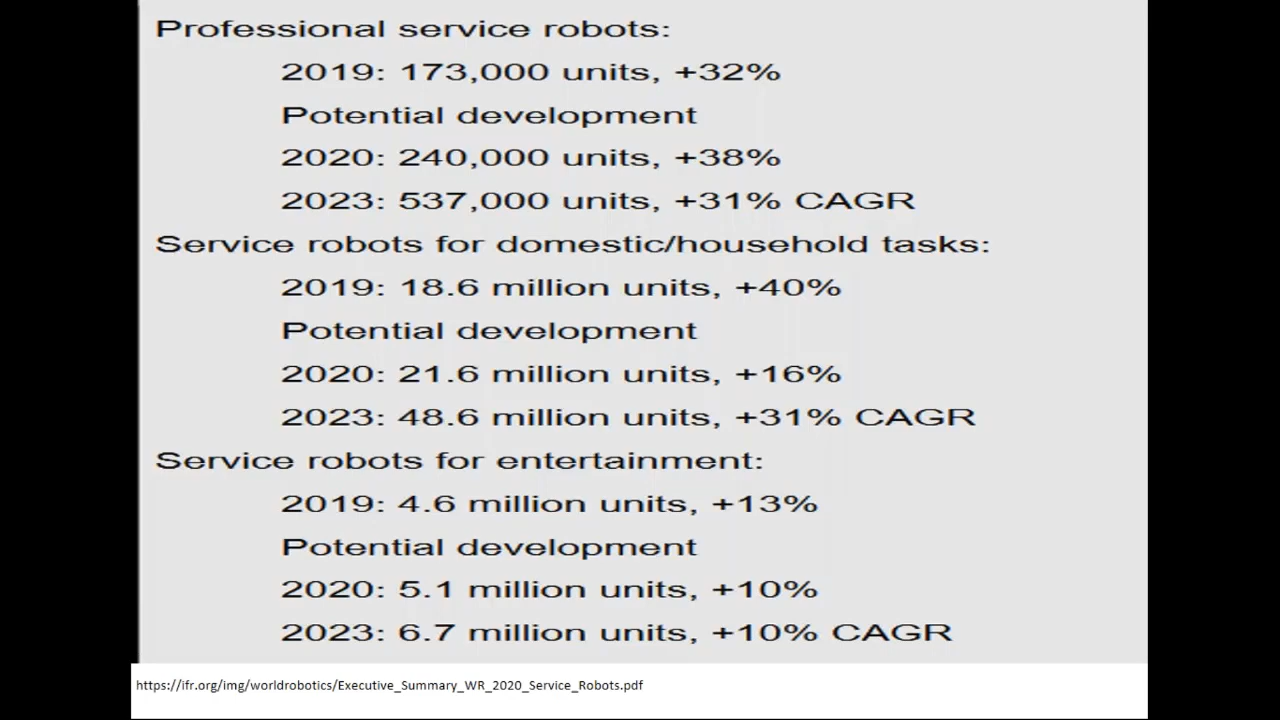 Professional service robots:
2019: 173,000 units, +32%
Potential development
2020: 240,000 units, +38%
2023: 537,000 units, +31% CAGR
Service robots for domestic/household tasks:
2019: 18.6 million units, +40%
Potential development
2020: 21.6 million units, +16%
2023: 48.6 million units, +31% CAGR
Service robots for entertainment:
2019: 4.6 million units, +13%
Potential development
2020: 5.1 million units, +10%
2023: 6.7 million units, +10% CAGR
https://ifr.org/img/worldrobotics/Executive_Summary_WR_2020_Service_Robots.pdf